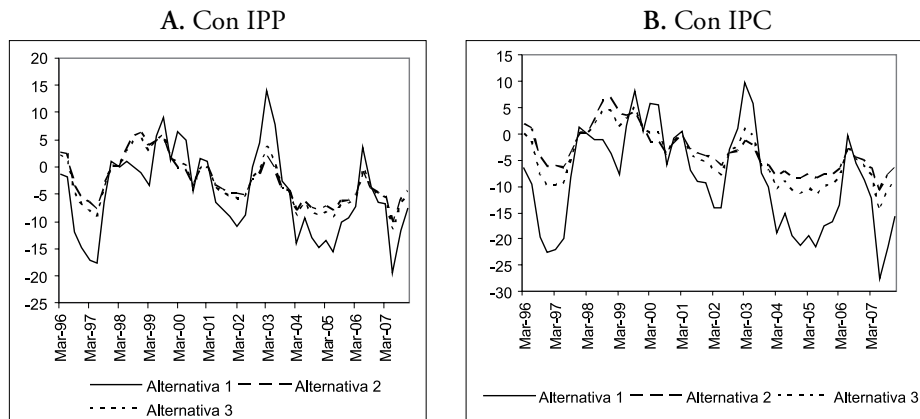 A. Con IPP
20
15
10
5
0
-5
-10
-15
-20
-25
Mar-96
Mar-97
Mar-98
Mar-99
Mar-00
Mar-01
Mar-02
Mar-03
Mar-04
Mar-05
Mar-06
Mar-07
Alternativa 1
Alternativa 2
Alternativa 3
B. Con IPC
15
10
5
0
-5
-10
-15
-20
-25
-30
Mar-96
Mar-97
Mar-98
Mar-99
Mar-00
Mar-01
Mar-02
Mar-03
Mar-04
Mar-05
Mar-06
Mar-07
Alternativa 1
Alternativa 2
Alternativa 3